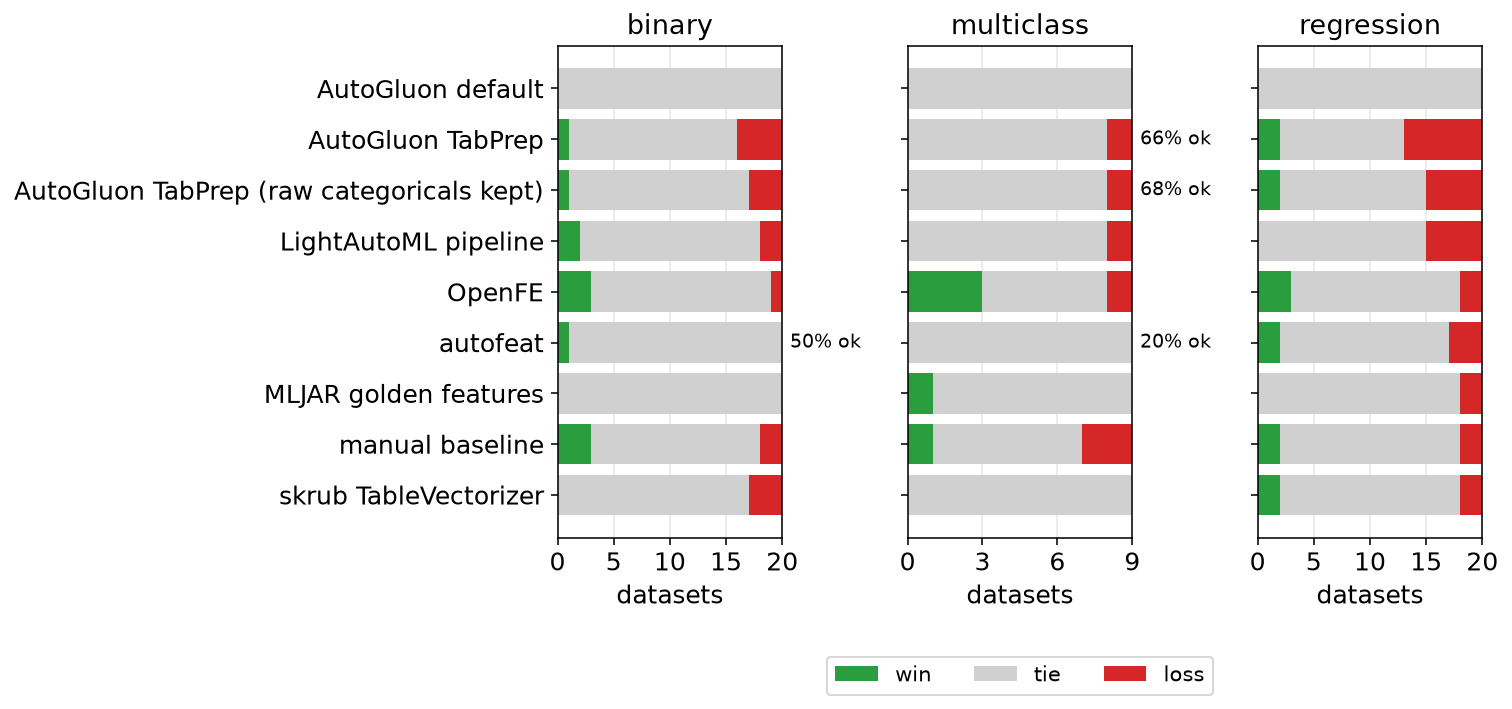 binary multiclass regression
AutoGluon default
AutoGluon TabPrep 66% ok
AutoGluon TabPrep (raw categoricals kept) 68% ok
LightAutoML pipeline
OpenFE
autofeat 50% ok 20% ok
MLJAR golden features
manual baseline
skrub TableVectorizer
0 5 10 15 20 0 3 6 9 0 5 10 15 20
datasets datasets datasets
win tie loss